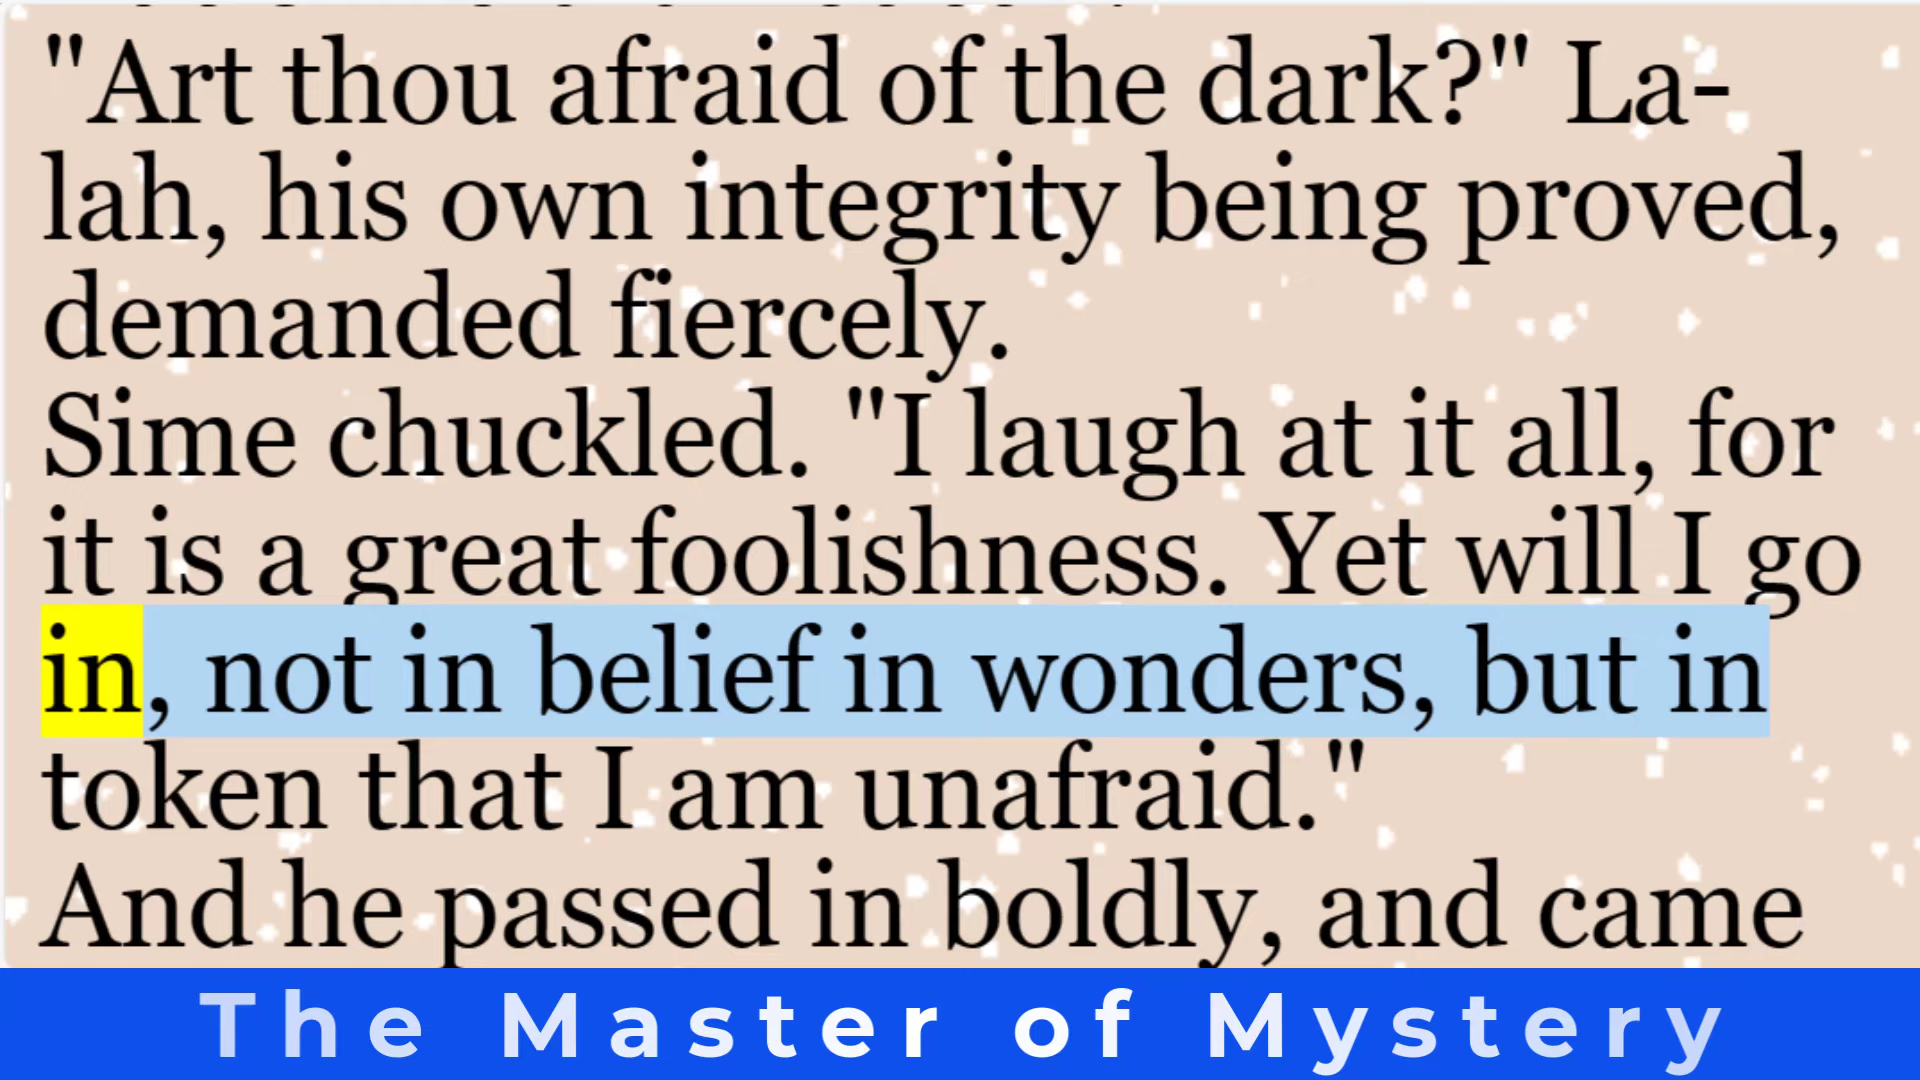 "Art thou afraid of the dark?" La-
lah, his own integrity being proved,
demanded fiercely.
Sime chuckled. "I laugh at it all, for
it is a great foolishness. Yet will I go
in, not in belief in wonders, but in
token that I am unafraid."
And he passed in boldly, and came
The Master of Mystery